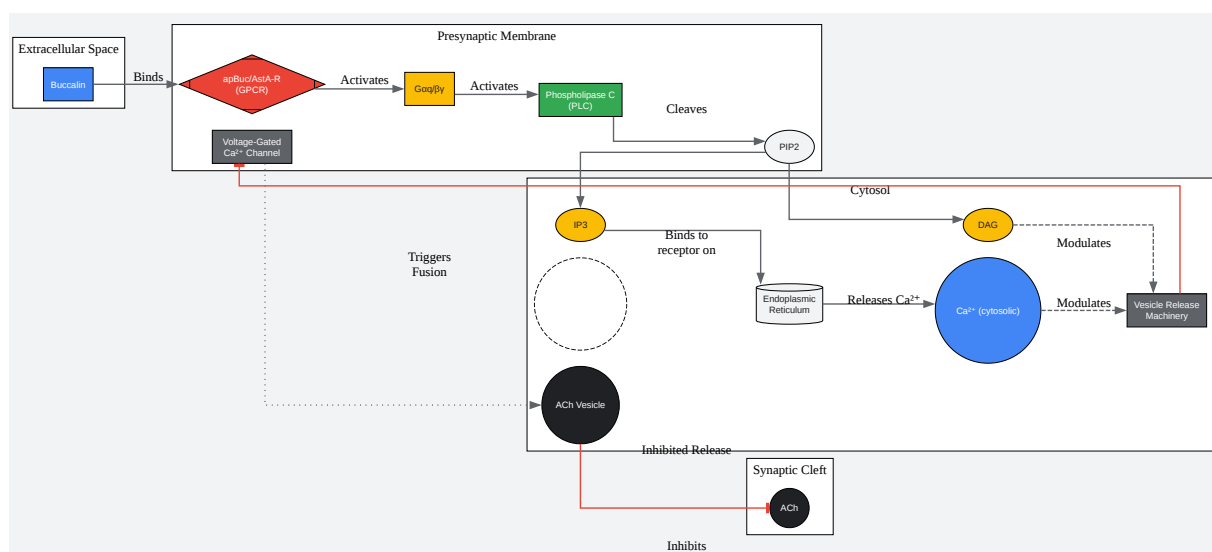 Presynaptic Membrane
Extracellular Space
Buccalin
Binds
apBuc/AstA-R
(GPCR)
Activates
Gαq/βγ
Activates
Phospholipase C
(PLC)
Cleaves
Voltage-Gated
Ca²⁺ Channel
PIP2
Cytosol
IP3
Binds to
receptor on
DAG
Modulates
Triggers
Fusion
Endoplasmic
Reticulum
Releases Ca²⁺
Ca²⁺ (cytosolic)
Modulates
Vesicle Release
Machinery
ACh Vesicle
Inhibited Release
Synaptic Cleft
ACh
Inhibits